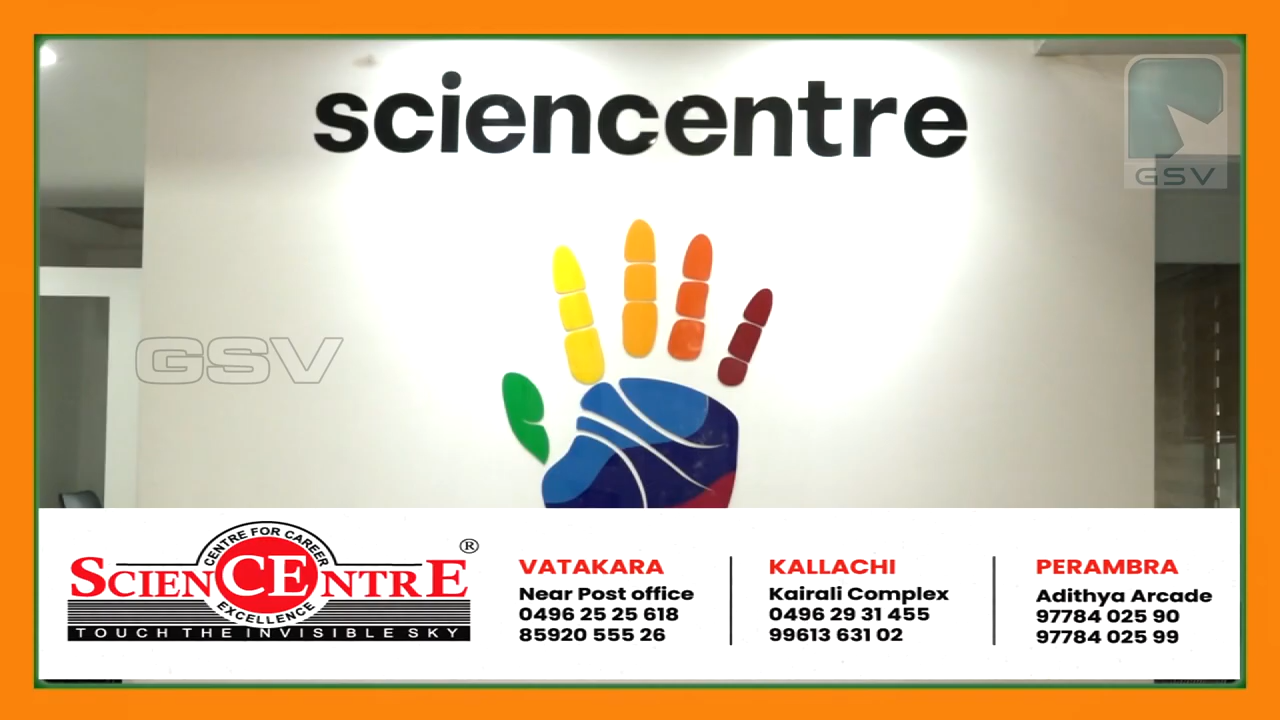 sciencentre
GSV
GSV
CENTRE FOR CAREER
SCIENCENTRE®
EXCELLENCE
TOUCH THE INVISIBLE SKY
VATAKARA
Near Post office
0496 25 25 618
85920 555 26
KALLACHI
Kairali Complex
0496 29 31 455
99613 631 02
PERAMBRA
Adithya Arcade
97784 025 90
97784 025 99